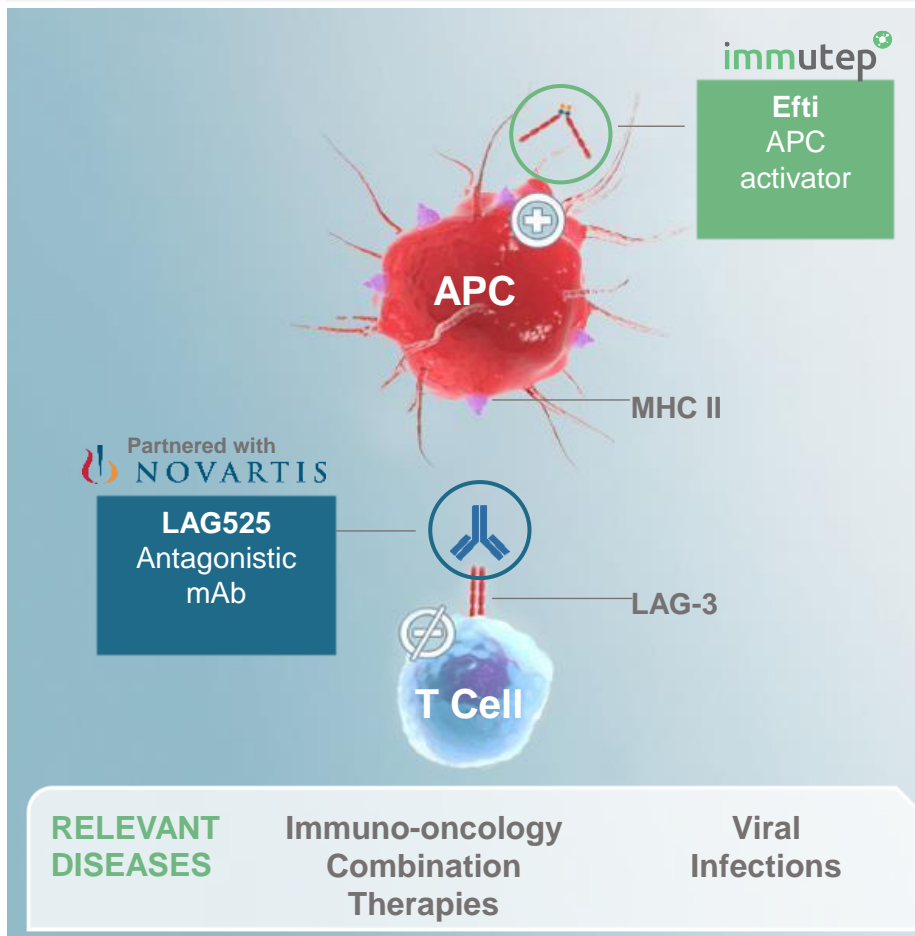 immutep
Efti
APC
activator
APC
MHC II
Partnered with
NOVARTIS
LAG525
Antagonistic
mAb
LAG-3
T Cell
RELEVANT
DISEASES
Immuno-oncology
Combination
Therapies
Viral
Infections